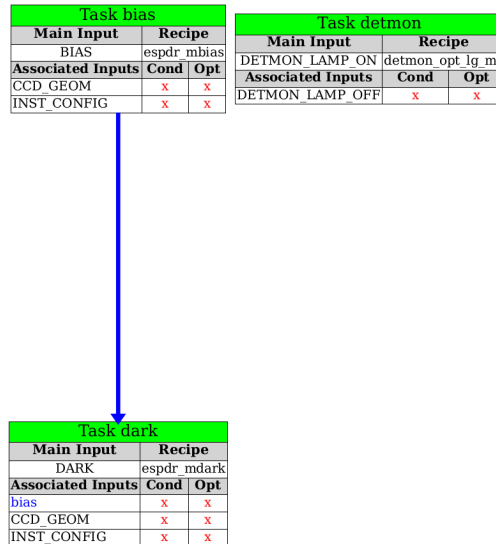 Task bias
Main Input Recipe
BIAS espdr_mbias
Associated Inputs Cond Opt
CCD_GEOM x x
INST_CONFIG x x
Task detmon
Main Input Recipe
DETMON_LAMP_ON detmon_opt_lg_m
Associated Inputs Cond Opt
DETMON_LAMP_OFF x x
Task dark
Main Input Recipe
DARK espdr_mdark
Associated Inputs Cond Opt
bias x x
CCD_GEOM x x
INST_CONFIG x x